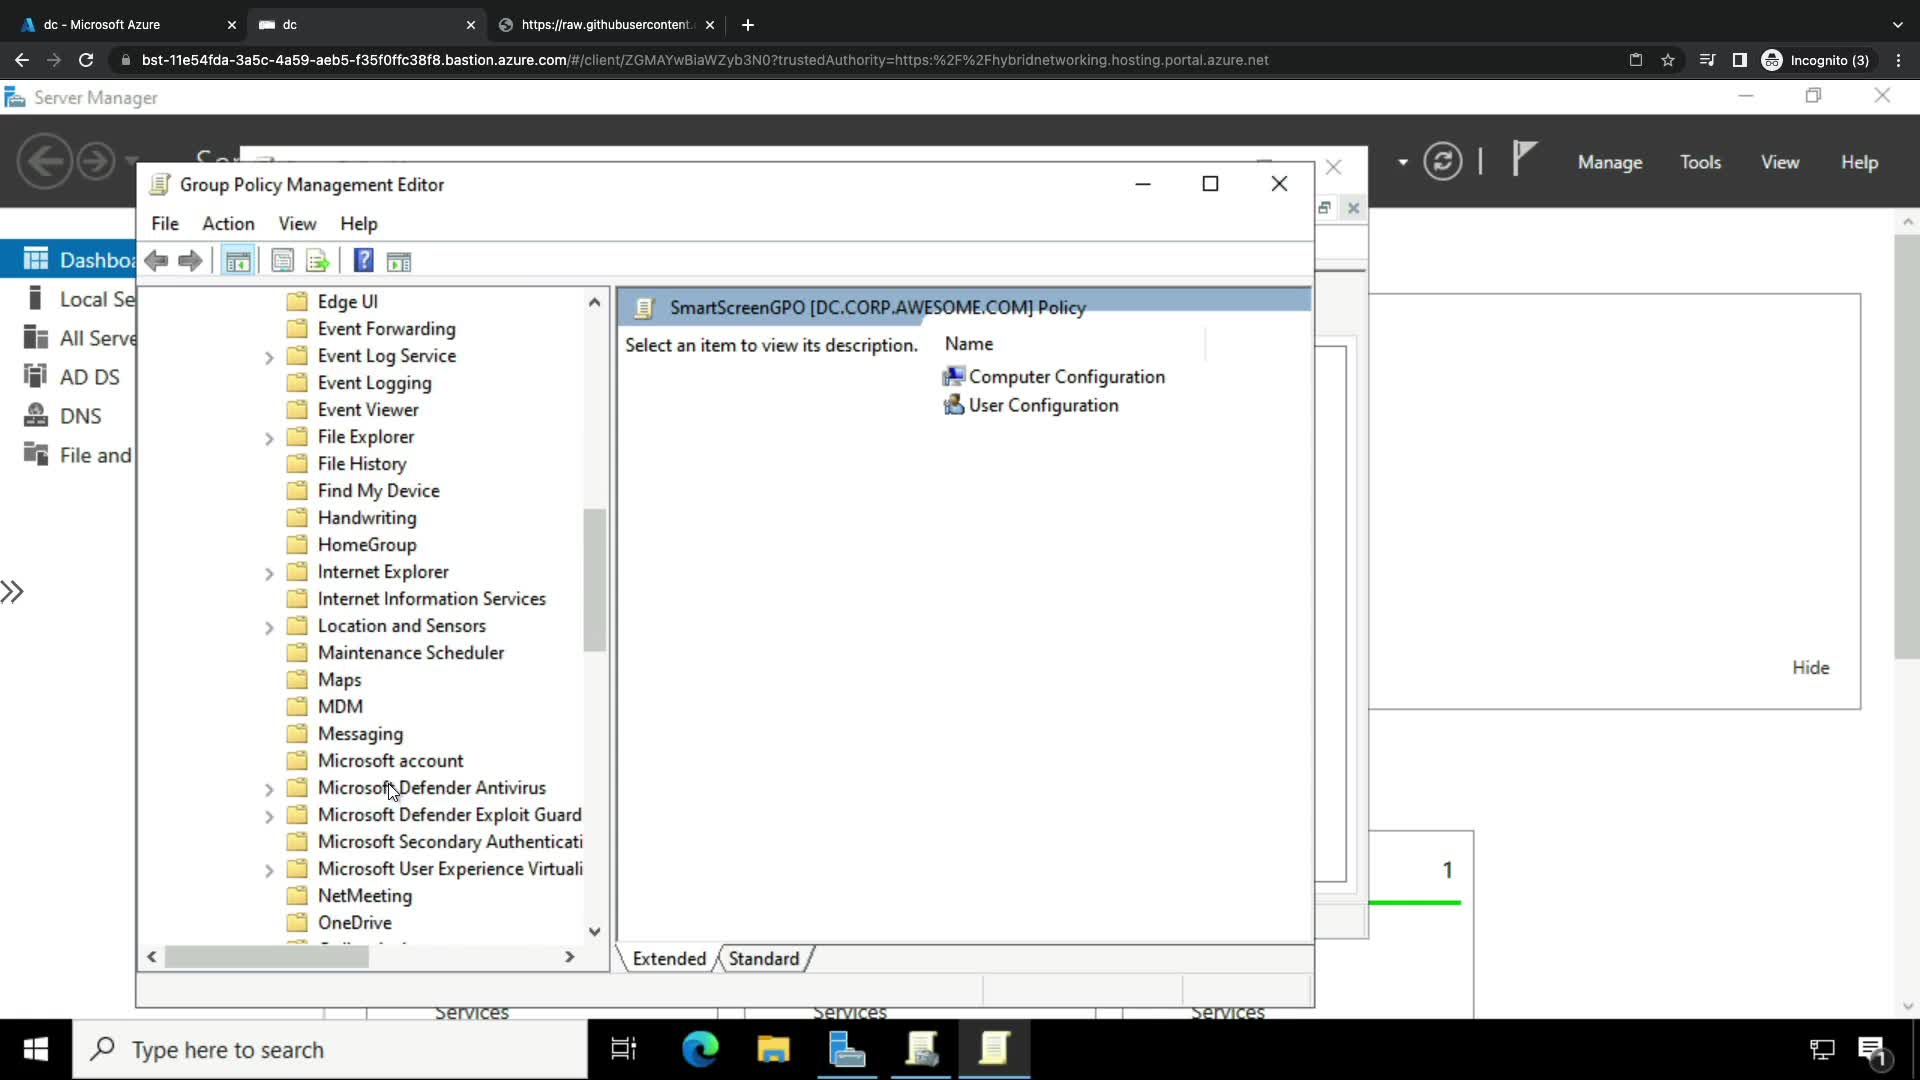 dc - Microsoft Azure
dc
https://raw.githubusercontent.
bst-11e54fda-3a5c-4a59-aeb5-f35f0ffc38f8.bastion.azure.com/#/client/ZGMAYwBiaWZyb3N0?trustedAuthority=https:%2F%2Fhybridnetworking.hosting.portal.azure.net
Incognito (3)
Server Manager
Manage Tools View Help
Group Policy Management Editor
File Action View Help
Dashboa
Local Se
All Serve
AD DS
DNS
File and
Edge UI
Event Forwarding
Event Log Service
Event Logging
Event Viewer
File Explorer
File History
Find My Device
Handwriting
HomeGroup
Internet Explorer
Internet Information Services
Location and Sensors
Maintenance Scheduler
Maps
MDM
Messaging
Microsoft account
Microsoft Defender Antivirus
Microsoft Defender Exploit Guard
Microsoft Secondary Authenticati
Microsoft User Experience Virtuali
NetMeeting
OneDrive
SmartScreenGPO [DC.CORP.AWESOME.COM] Policy
Select an item to view its description.
Name
Computer Configuration
User Configuration
Extended
Standard
Hide
1
Services
Services
Services
Type here to search
1